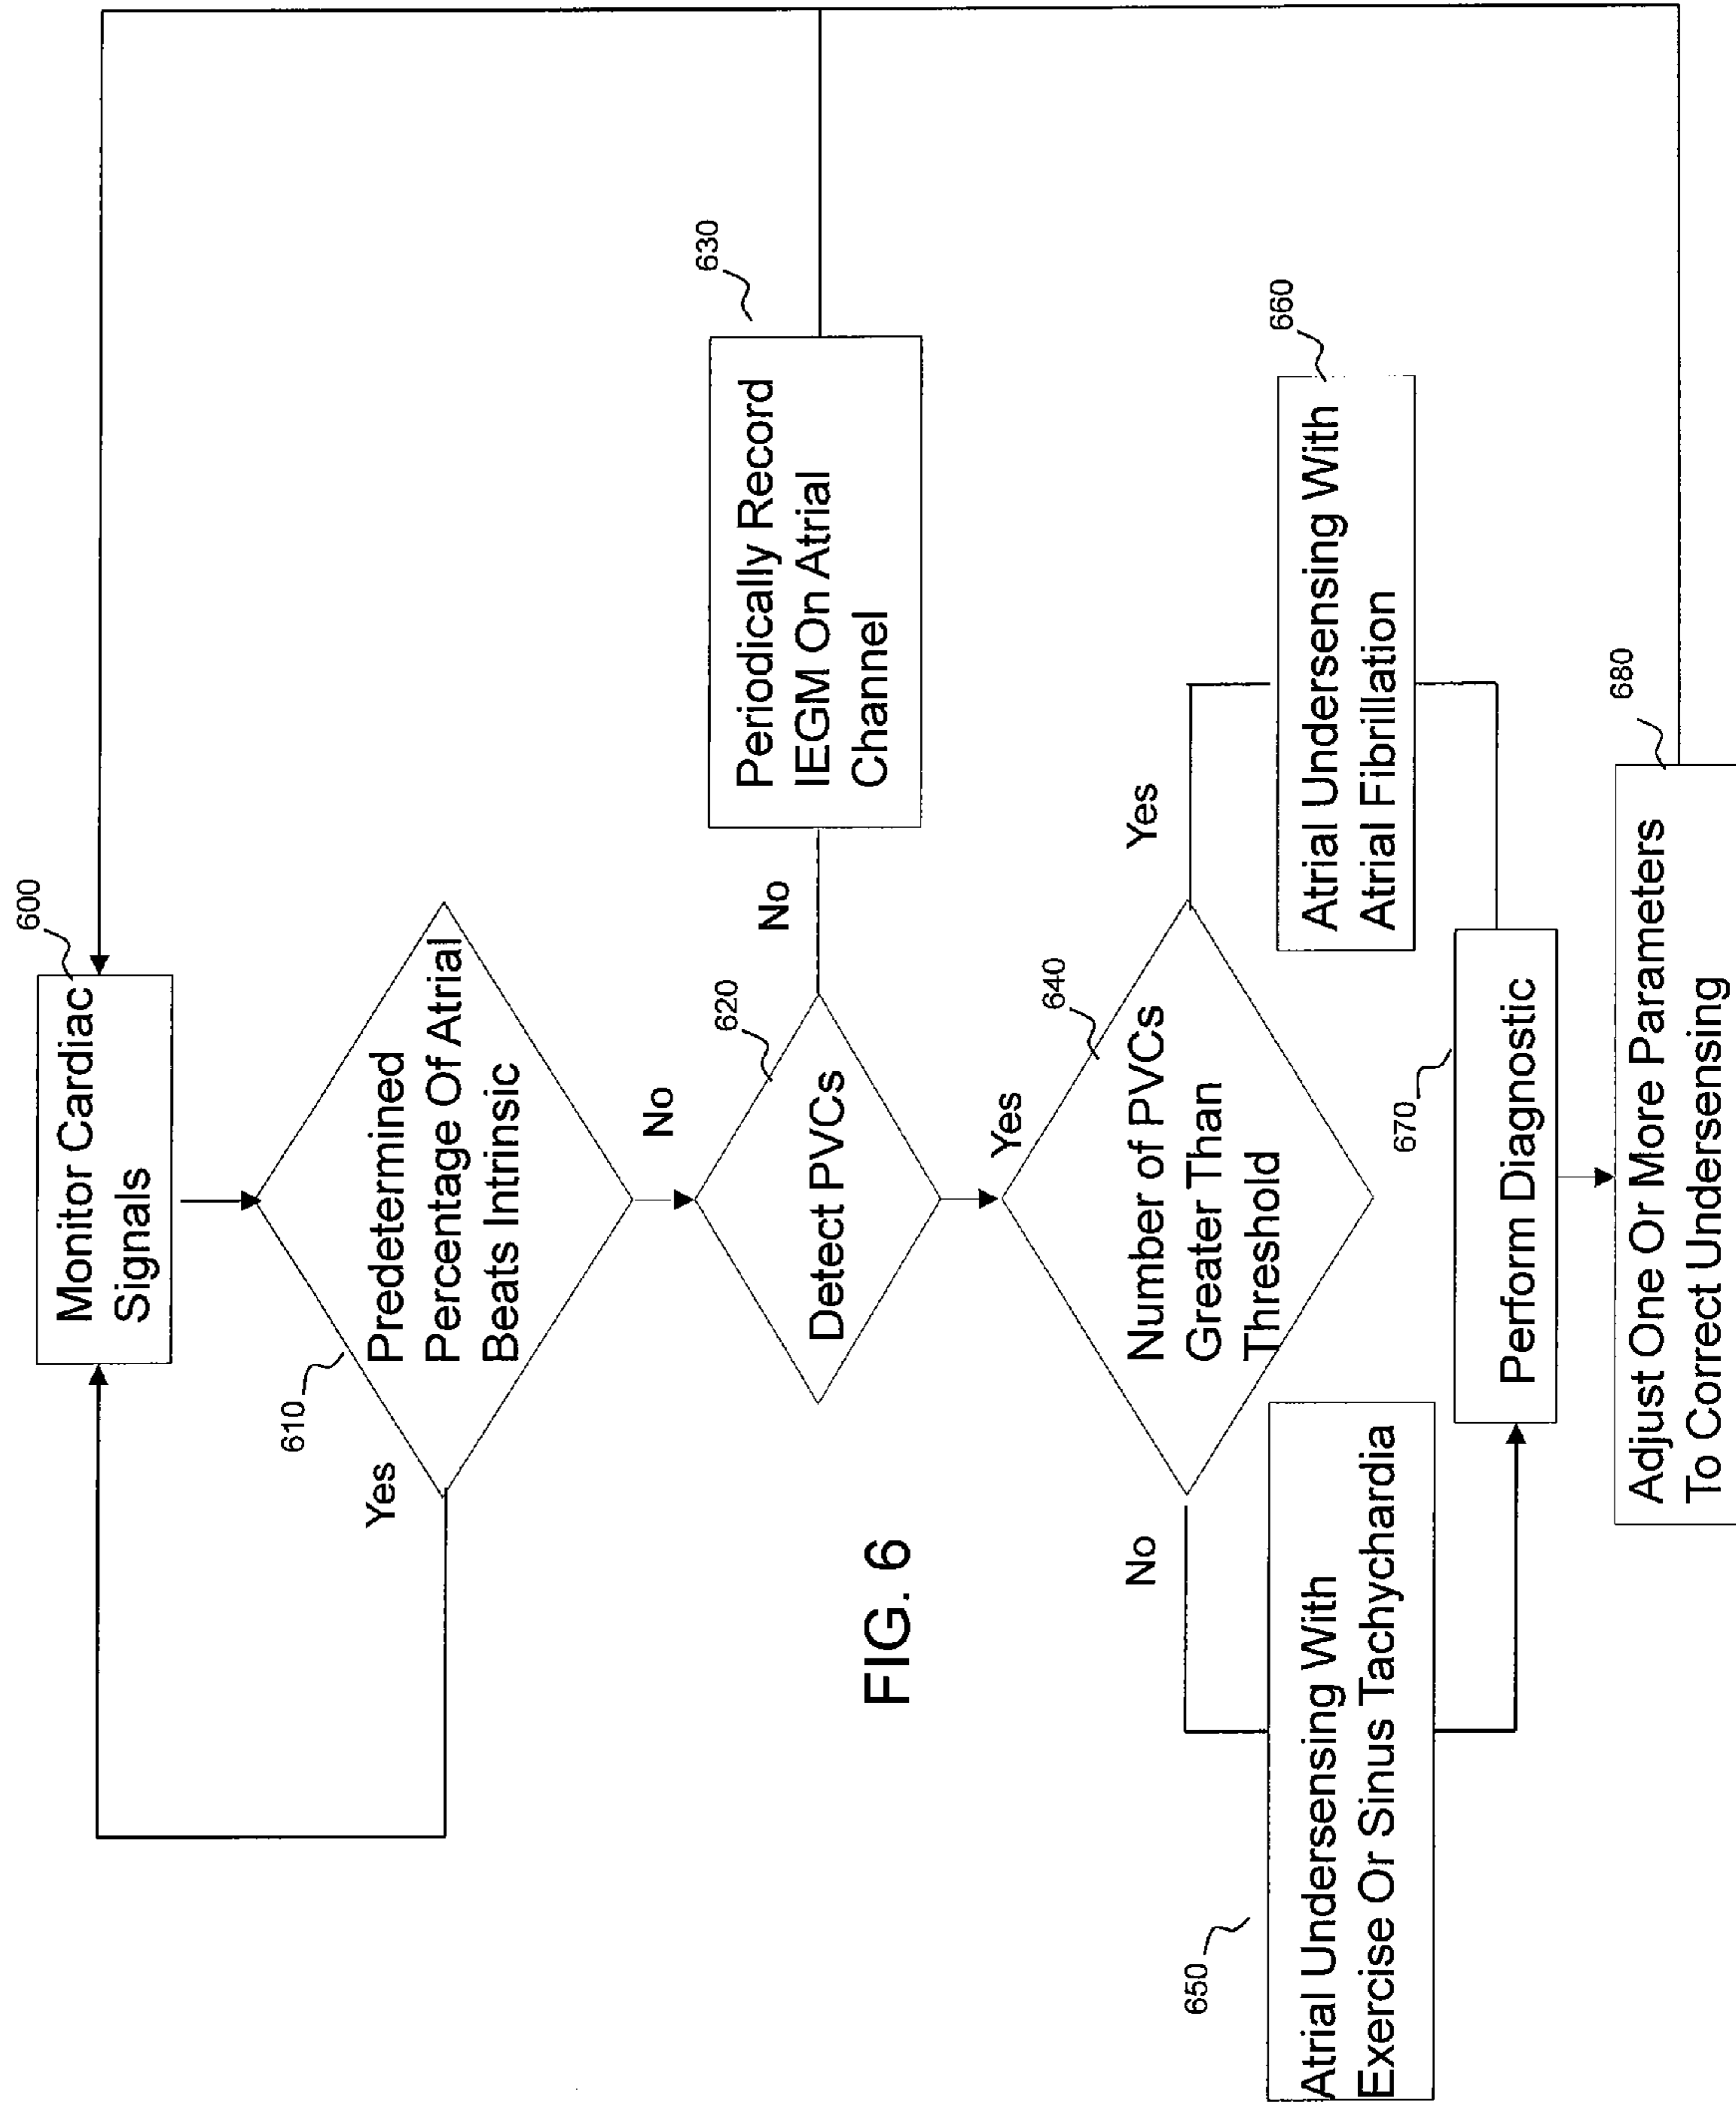 600
Monitor Cardiac
Signals
610
Predetermined
Percentage Of Atrial
Beats Intrinsic
Yes
No
620
Detect PVCs
No
630
Periodically Record
IEGM On Atrial
Channel
Yes
640
Number of PVCs
Greater Than
Threshold
No
Yes
650
Atrial Undersensing With
Exercise Or Sinus Tachychardia
660
Atrial Undersensing With
Atrial Fibrillation
670
Perform Diagnostic
680
Adjust One Or More Parameters
To Correct Undersensing
FIG. 6